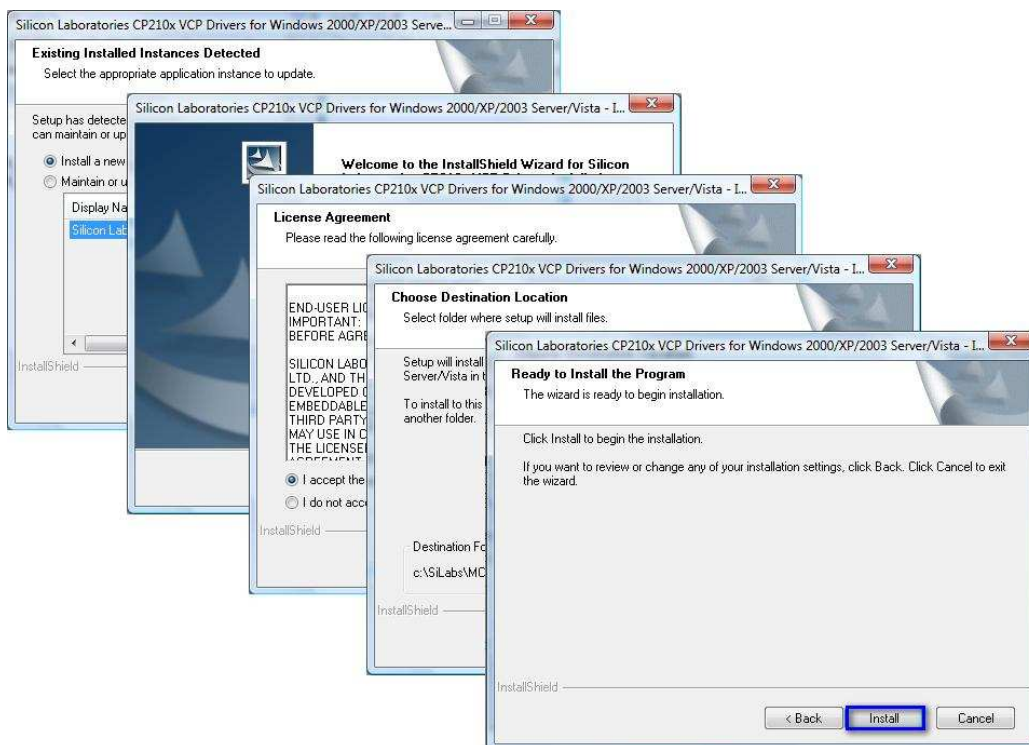 Silicon Laboratories CP210x VCP Drivers for Windows 2000/XP/2003 Serve...
Existing Installed Instances Detected
Select the appropriate application instance to update.
Setup has detecte
can maintain or up
Install a new
Maintain or u
Display Na
Silicon Lab
InstallShield
Silicon Laboratories CP210x VCP Drivers for Windows 2000/XP/2003 Server/Vista - I...
Welcome to the InstallShield Wizard for Silicon
Silicon Laboratories CP210x VCP Drivers for Windows 2000/XP/2003 Server/Vista - I...
License Agreement
Please read the following license agreement carefully.
END-USER LIC
IMPORTANT:
BEFORE AGRE
SILICON LABO
LTD., AND TH
DEVELOPED O
EMBEDDABLE
THIRD PARTY
MAY USE IN C
THE LICENSE
AGREEMENT
I accept the
I do not acce
InstallShield
Silicon Laboratories CP210x VCP Drivers for Windows 2000/XP/2003 Server/Vista - I...
Choose Destination Location
Select folder where setup will install files.
Setup will install
Server/Vista in t
To install to this
another folder.
Destination Fo
c:\SiLabs\MC
InstallShield
Silicon Laboratories CP210x VCP Drivers for Windows 2000/XP/2003 Server/Vista - I...
Ready to Install the Program
The wizard is ready to begin installation.
Click Install to begin the installation.
If you want to review or change any of your installation settings, click Back. Click Cancel to exit
the wizard.
InstallShield
< Back
Install
Cancel